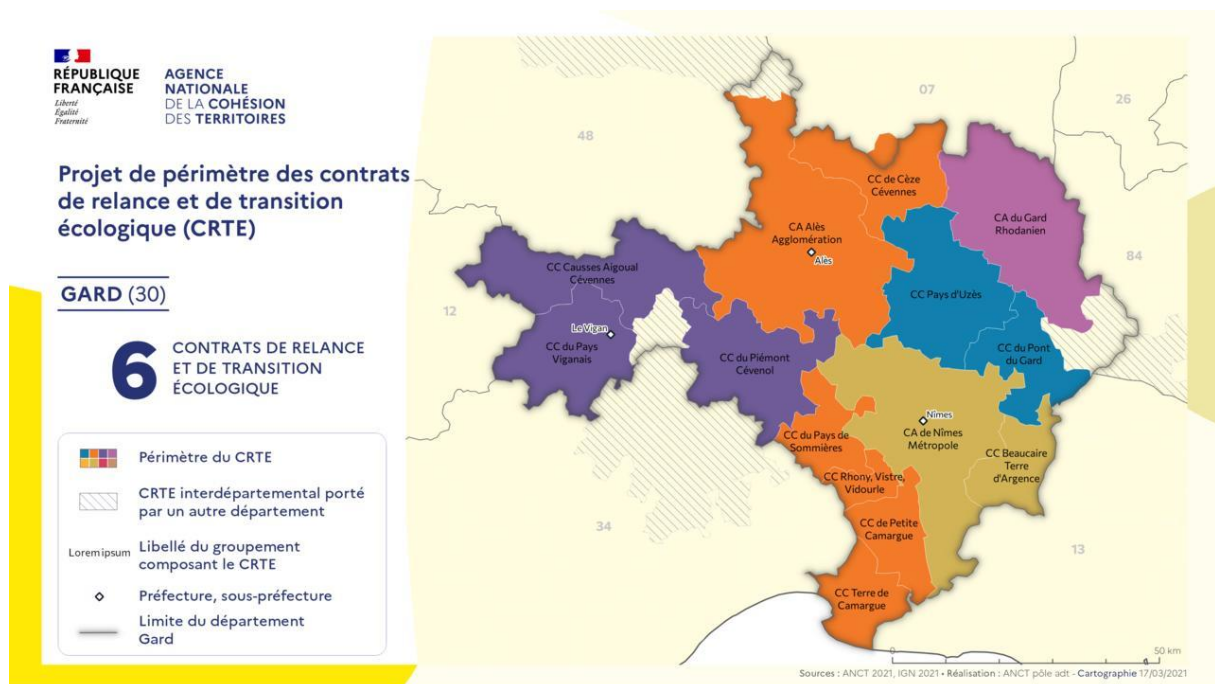 RÉPUBLIQUE
FRANÇAISE
Liberté
Égalité
Fraternité
AGENCE
NATIONALE
DE LA COHÉSION
DES TERRITOIRES
Projet de périmètre des contrats
de relance et de transition
écologique (CRTE)
GARD (30)
6
CONTRATS DE RELANCE
ET DE TRANSITION
ÉCOLOGIQUE
Périmètre du CRTE
CRTE interdépartemental porté
par un autre département
Lorem ipsum
Libellé du groupement
composant le CRTE
Préfecture, sous-préfecture
Limite du département
Gard
07
26
48
CC de Cèze
Cévennes
CA du Gard
Rhodanien
CA Alès
Agglomération
Alès
84
CC Causses Aigoual
Cévennes
CC Pays d'Uzès
12
Le Vigan
CC du Pays
Viganais
CC du Piémont
Cévenol
CC du Pont
du Gard
Nîmes
CA de Nîmes
Métropole
CC du Pays de
Sommières
CC Beaucaire
Terre
d'Argence
CC Rhony, Vistre,
Vidourle
34
CC de Petite
Camargue
13
CC Terre de
Camargue
0
50 km
Sources : ANCT 2021, IGN 2021 • Réalisation : ANCT pôle adt - Cartographie 17/03/2021